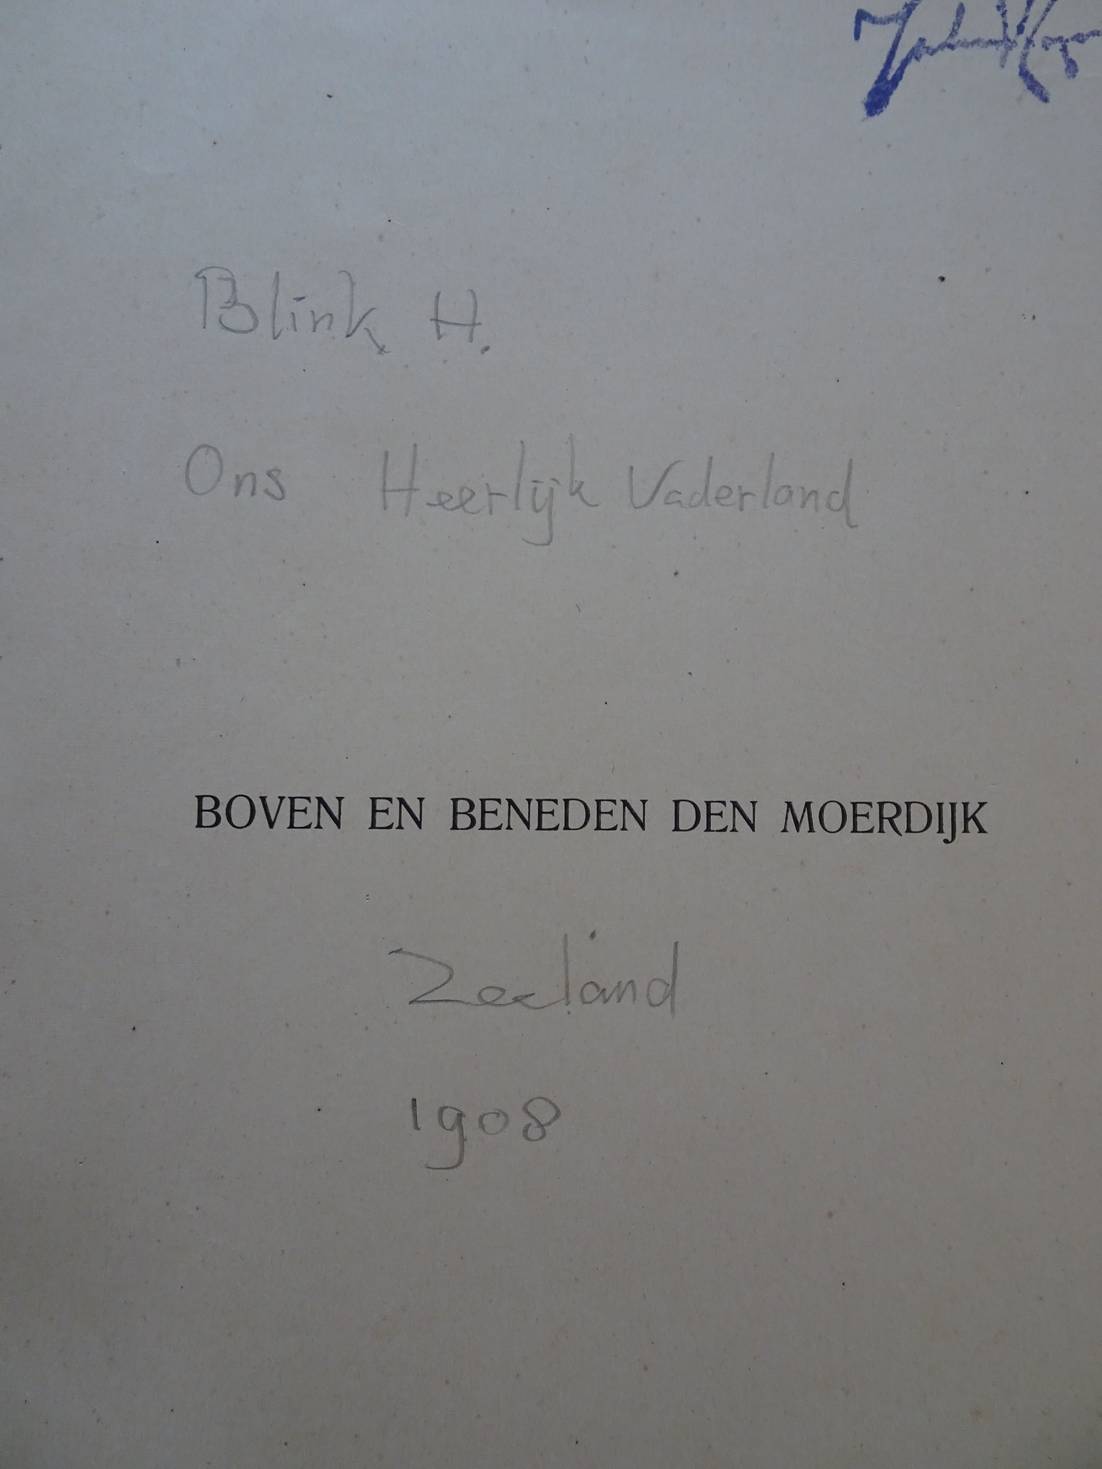 Blink H.
Ons Heerlijk Vaderland
BOVEN EN BENEDEN DEN MOERDIJK
Zeeland
1908